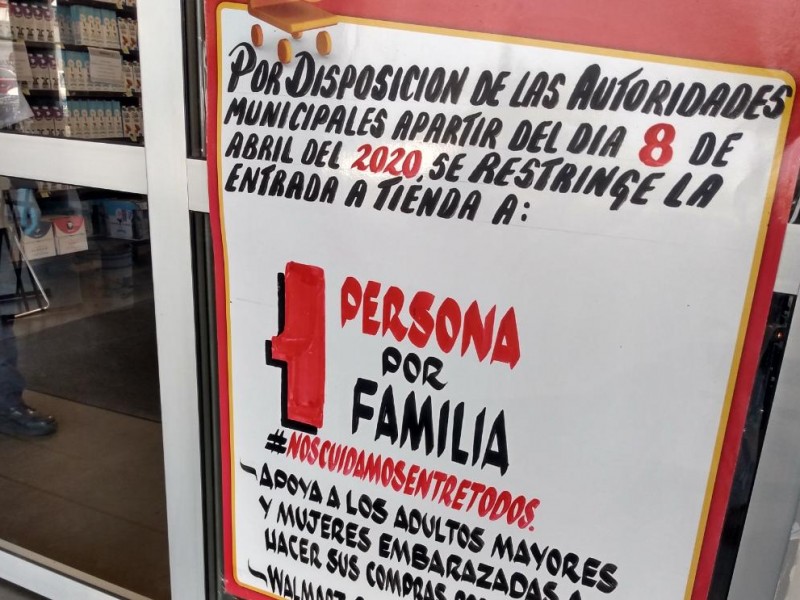 POR DISPOSICION DE LAS AUTORIDADES
MUNICIPALES APARTIR DEL DIA 8 DE
ABRIL DEL 2020, SE RESTRINGE LA
ENTRADA A TIENDA A:
1 PERSONA
POR
FAMILIA
#NOSCUIDAMOSENTRETODOS.
APOYA A LOS ADULTOS MAYORES
Y MUJERES EMBARAZADAS A
HACER SUS COMPRAS
WALMART